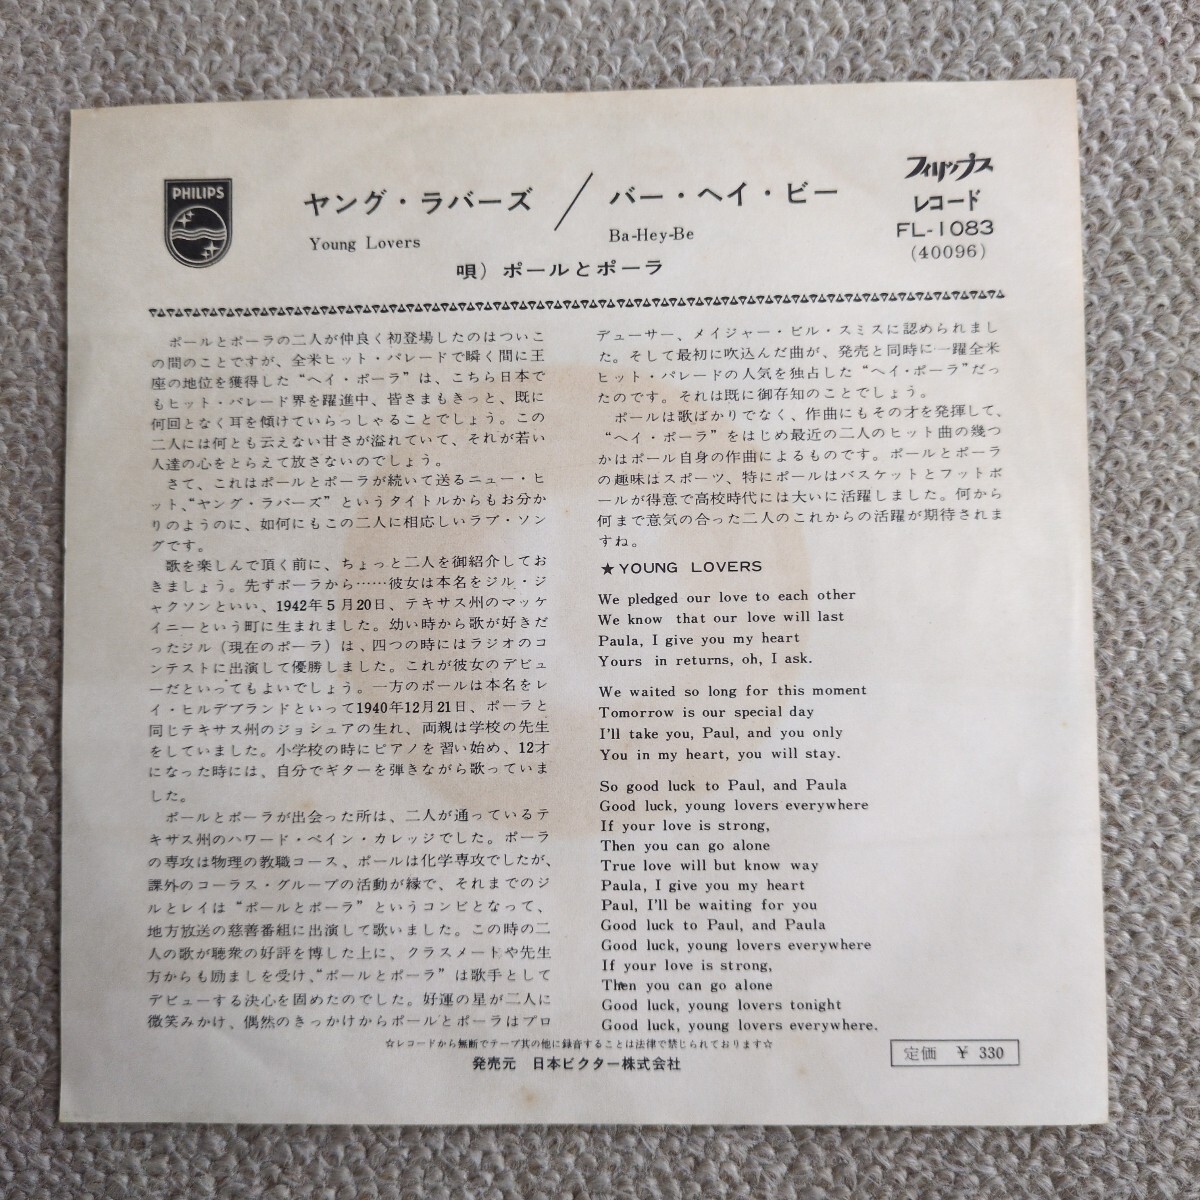 PHILIPS
ヤング・ラバーズ / バー・ヘイ・ビー
Young Lovers
Ba-Hey-Be
唄）ポールとポーラ
フィリップス
レコード
FL-1083
(40096)
ポールとポーラの二人が仲良く初登場したのはついこ
の間のことですが、全米ヒット・パレードで瞬く間に王
座の地位を獲得した“ヘイ・ポーラ”は、こちら日本で
もヒット・パレード界を躍進中、皆さまもきっと、既に
何回となく耳を傾けていらっしゃることでしょう。この
二人には何とも云えない甘さが溢れていて、それが若い
人達の心をとらえて放さないのでしょう。
さて、これはポールとポーラが続いて送るニュー・ヒ
ット、“ヤング・ラバーズ”というタイトルからもお分か
りのようのに、如何にもこの二人に相応しいラブ・ソン
グです。
歌を楽しんで頂く前に、ちょっと二人を御紹介してお
きましょう。先ずポーラから……彼女は本名をジル・ジ
ャクソンといい、1942年5月20日、テキサス州のマッケ
イニーという町に生まれました。幼い時から歌が好きだ
ったジル（現在のポーラ）は、四つの時にはラジオのコ
ンテストに出演して優勝しました。これが彼女のデビュ
ーだといってもよいでしょう。一方のポールは本名をレ
イ・ヒルデブランドといって1940年12月21日、ポーラと
同じテキサス州のジョシュアの生れ、両親は学校の先生
をしていました。小学校の時にピアノを習い始め、12才
になった時には、自分でギターを弾きながら歌っていま
した。
ポールとポーラが出会った所は、二人が通っているテ
キサス州のハワード・ペイン・カレッジでした。ポーラ
の専攻は物理の教職コース、ポールは化学専攻でしたが、
課外のコーラス・グループの活動が縁で、それまでのジ
ルとレイは“ポールとポーラ”というコンビとなって、
地方放送の慈善番組に出演して歌いました。この時の二
人の歌が聴衆の好評を博した上に、クラスメートや先生
方からも励ましを受け、“ポールとポーラ”は歌手として
デビューする決心を固めたのでした。好運の星が二人に
微笑みかけ、偶然のきっかけからポールとポーラはプロ
デューサー、メイジャー・ビル・スミスに認められまし
た。そして最初に吹込んだ曲が、発売と同時に一躍全米
ヒット・パレードの人気を独占した“ヘイ・ポーラ”だっ
たのです。それは既に御存知のことでしょう。
ポールは歌ばかりでなく、作曲にもその才を発揮して、
“ヘイ・ポーラ”をはじめ最近の二人のヒット曲の幾つ
かはポール自身の作曲によるものです。ポールとポーラ
の趣味はスポーツ、特にポールはバスケットとフットボ
ールが得意で高校時代には大いに活躍しました。何から
何まで意気の合った二人のこれからの活躍が期待されま
すね。
★YOUNG LOVERS
We pledged our love to each other
We know that our love will last
Paula, I give you my heart
Yours in returns, oh, I ask.
We waited so long for this moment
Tomorrow is our special day
I'll take you, Paul, and you only
You in my heart, you will stay.
So good luck to Paul, and Paula
Good luck, young lovers everywhere
If your love is strong,
Then you can go alone
True love will but know way
Paula, I give you my heart
Paul, I'll be waiting for you
Good luck to Paul, and Paula
Good luck, young lovers everywhere
If your love is strong,
Then you can go alone
Good luck, young lovers tonight
Good luck, young lovers everywhere.
☆レコードから無断でテープ其の他に録音することは法律で禁じられております☆
発売元 日本ビクター株式会社
定価 ¥ 330